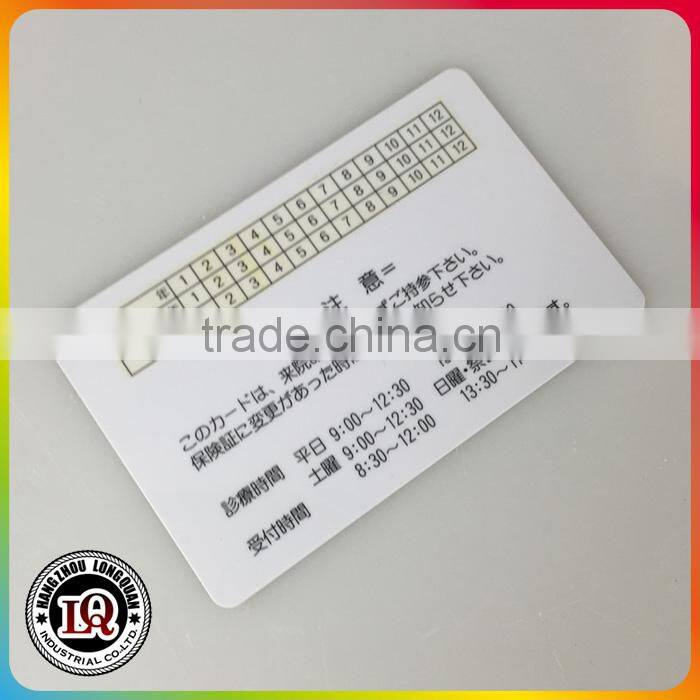 年 1 2 3 4 5 6 7 8 9 10 11 12
1 2 3 4 5 6 7 8 9 10 11 12
2 3 4 5 6 7 8 9 10 11 12
注 意=
このカードは、来院 ずご持参下さい。
保険証に変更があった時 知らせ下さい。
診療時間 平日 9:00〜12:30
土曜 9:00〜12:30 日曜・祭
受付時間 8:30〜12:00 13:30〜1 す。
tradekorea.china.cn
HANGZHOU LONGQUAN
LQ
INDUSTRIAL CO.,LTD.